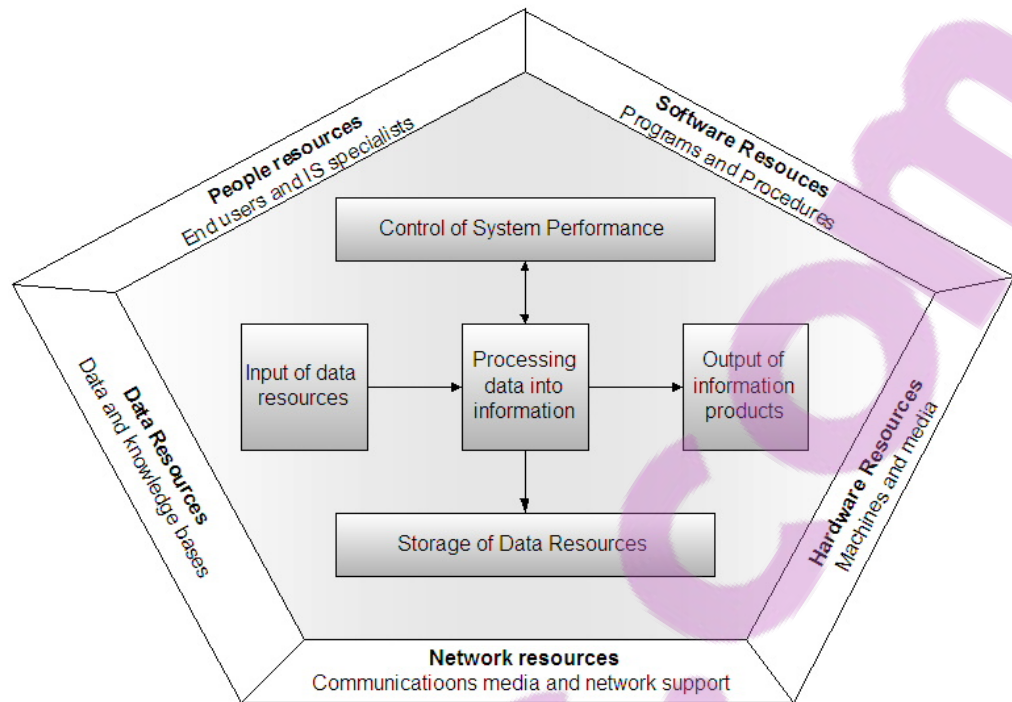 People resources
End users and IS specialists
Software Resouces
Programs and Procedures
Control of System Performance
Input of data
resources
Processing
data into
information
Output of
information
products
Storage of Data Resources
Data Resources
Data and knowledge bases
Hardware Resources
Machines and media
Network resources
Communicatioons media and network support
com